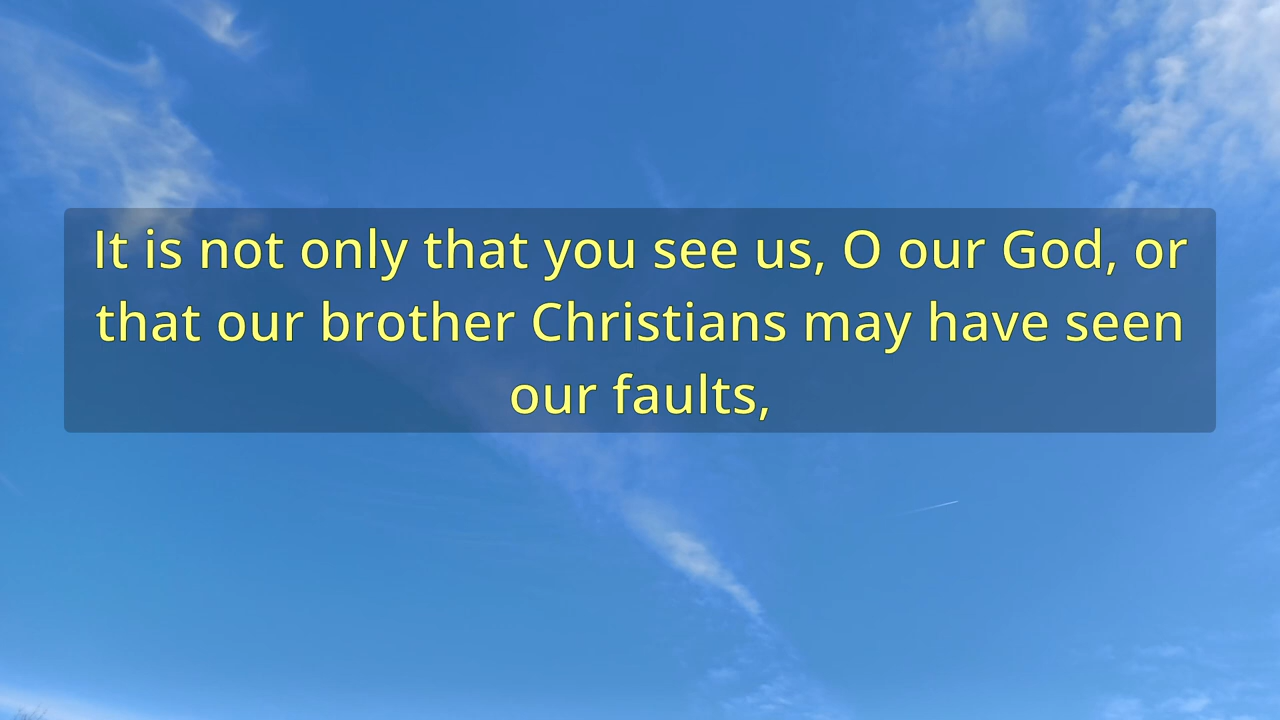 It is not only that you see us, O our God, or
that our brother Christians may have seen
our faults,